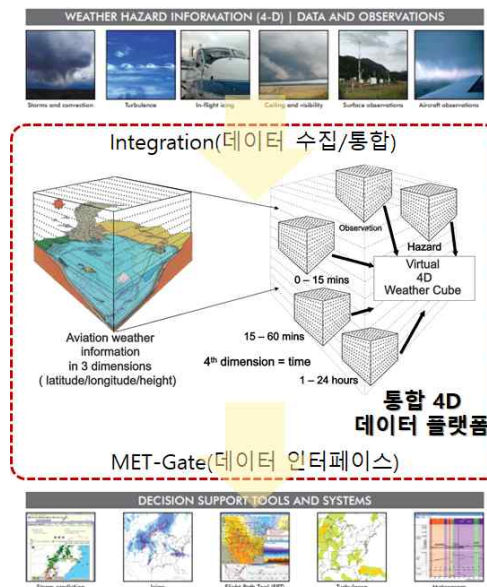 WEATHER HAZARD INFORMATION (4-D) | DATA AND OBSERVATIONS
Storms and convection
Turbulence
In-flight icing
Ceiling and visibility
Surface observations
Aircraft observations
Integration(데이터 수집/통합)
Observation
Hazard
Virtual
4D
Weather Cube
0 – 15 mins
15 – 60 mins
4th dimension = time
1 – 24 hours
Aviation weather
information
in 3 dimensions
( latitude/longitude/height)
통합 4D
데이터 플랫폼
MET-Gate(데이터 인터페이스)
DECISION SUPPORT TOOLS AND SYSTEMS